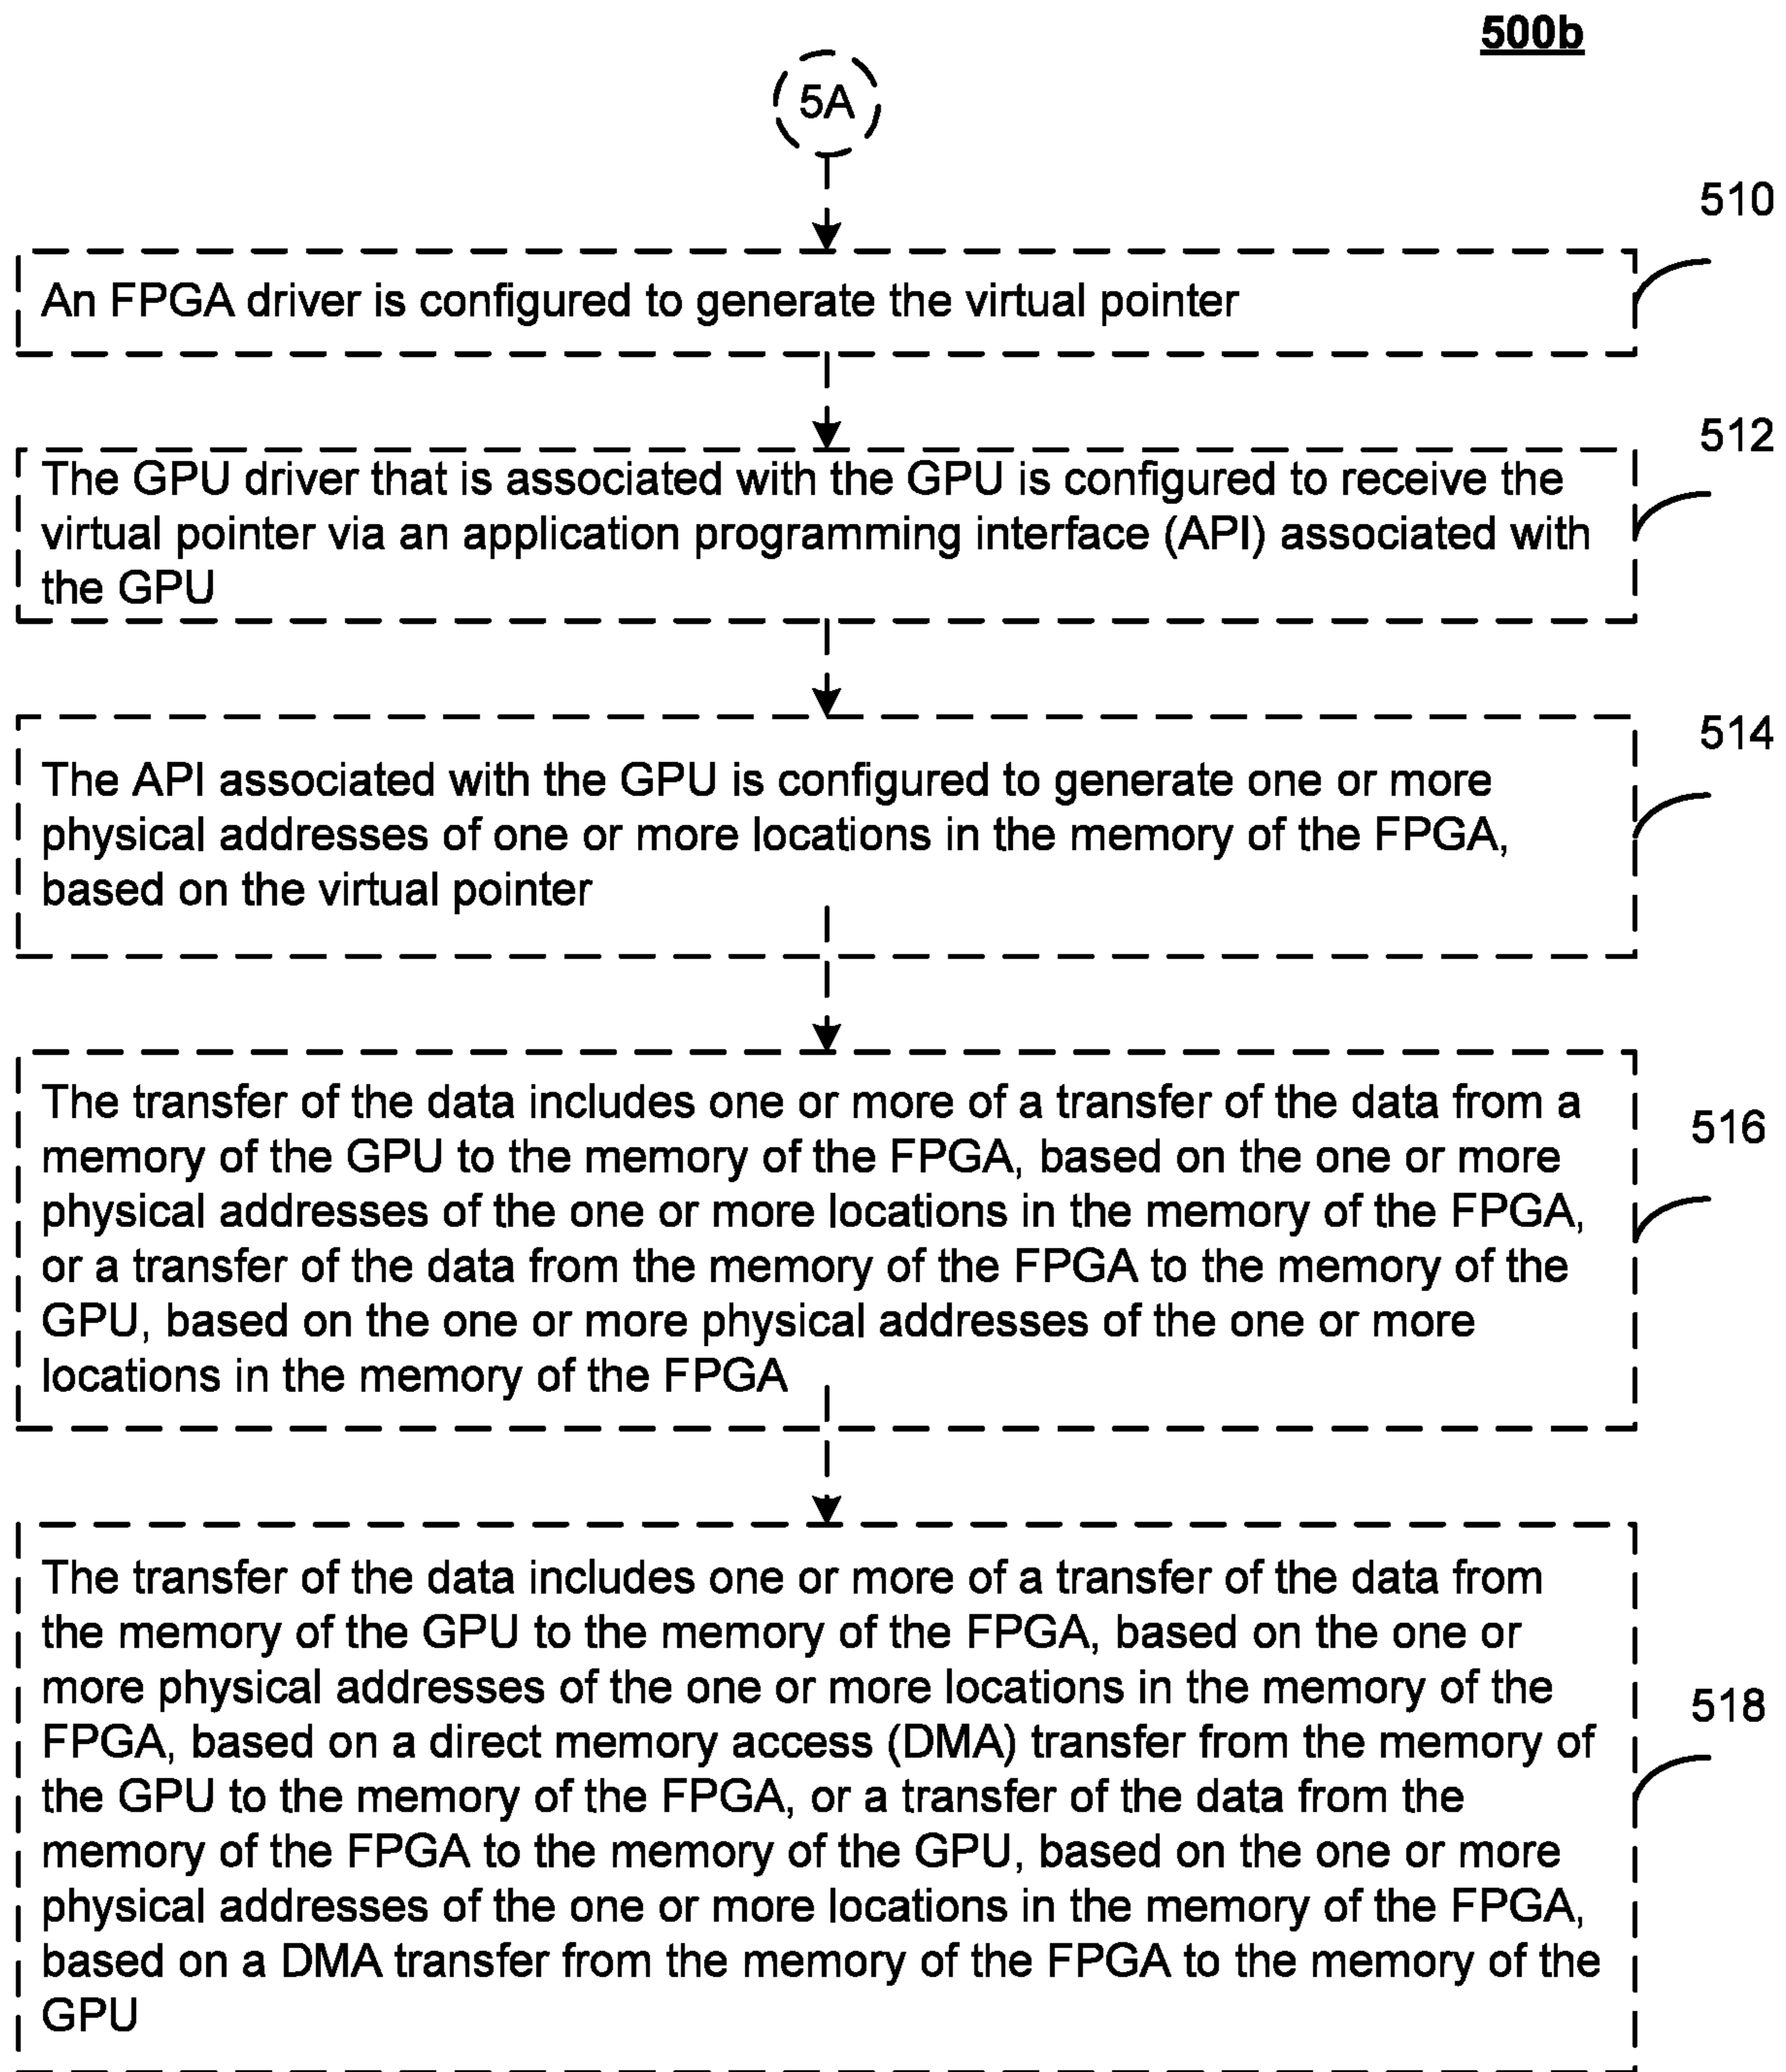 500b
5A
510
An FPGA driver is configured to generate the virtual pointer
512
The GPU driver that is associated with the GPU is configured to receive the
virtual pointer via an application programming interface (API) associated with
the GPU
514
The API associated with the GPU is configured to generate one or more
physical addresses of one or more locations in the memory of the FPGA,
based on the virtual pointer
516
The transfer of the data includes one or more of a transfer of the data from a
memory of the GPU to the memory of the FPGA, based on the one or more
physical addresses of the one or more locations in the memory of the FPGA,
or a transfer of the data from the memory of the FPGA to the memory of the
GPU, based on the one or more physical addresses of the one or more
locations in the memory of the FPGA
518
The transfer of the data includes one or more of a transfer of the data from
the memory of the GPU to the memory of the FPGA, based on the one or
more physical addresses of the one or more locations in the memory of the
FPGA, based on a direct memory access (DMA) transfer from the memory of
the GPU to the memory of the FPGA, or a transfer of the data from the
memory of the FPGA to the memory of the GPU, based on the one or more
physical addresses of the one or more locations in the memory of the FPGA,
based on a DMA transfer from the memory of the FPGA to the memory of the
GPU